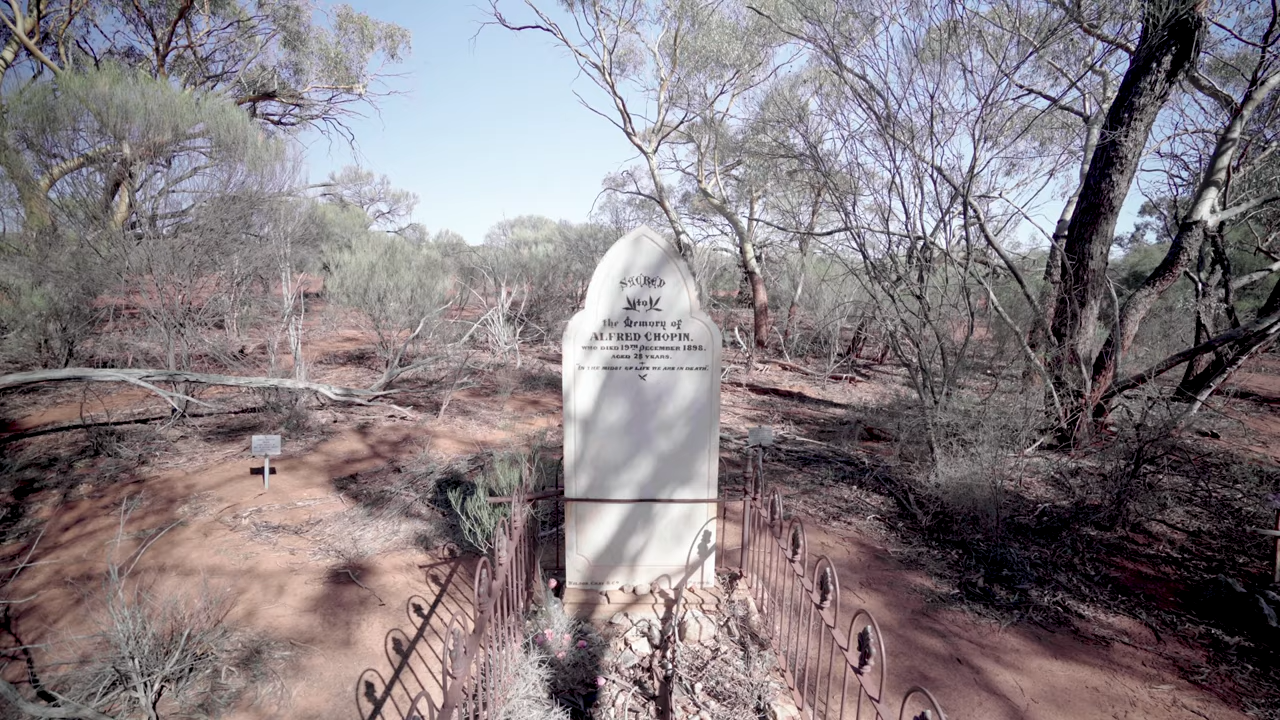 SACRED
to
the Memory of
ALFRED CHOPIN.
WHO DIED 19TH DECEMBER 1898.
AGED 28 YEARS.
IN THE MIDST OF LIFE WE ARE IN DEATH.